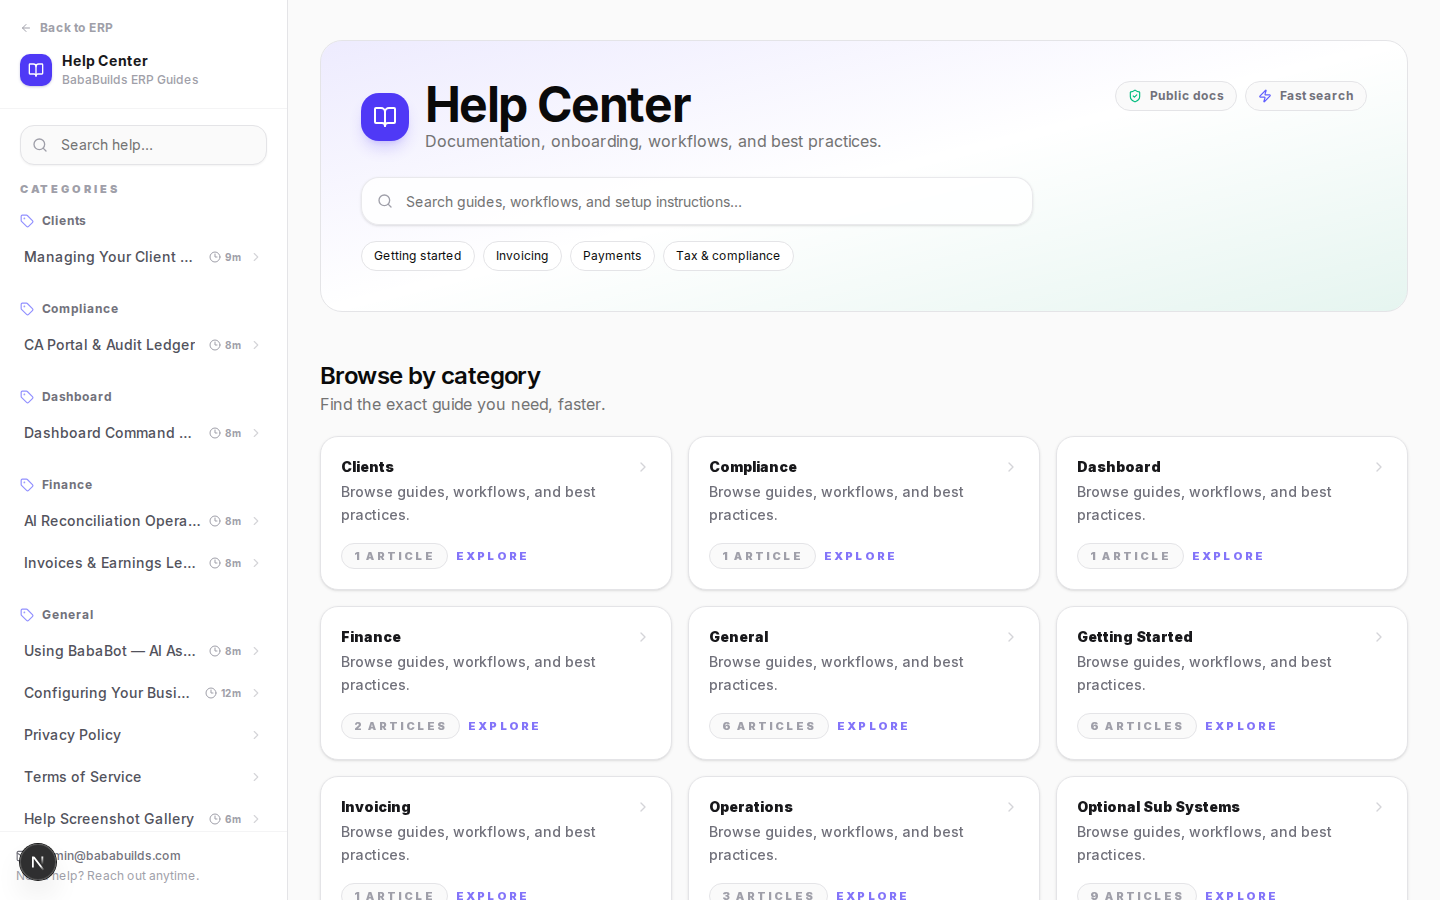 Back to ERP
Help Center
BabaBuilds ERP Guides
Search help...
CATEGORIES
Clients
Managing Your Client ... 9m
Compliance
CA Portal & Audit Ledger 8m
Dashboard
Dashboard Command ... 8m
Finance
AI Reconciliation Opera... 8m
Invoices & Earnings Le... 8m
General
Using BabaBot — AI As... 8m
Configuring Your Busi... 12m
Privacy Policy
Terms of Service
Help Screenshot Gallery 6m
min@bababuilds.com
help? Reach out anytime.
N
Help Center
Documentation, onboarding, workflows, and best practices.
Public docs
Fast search
Search guides, workflows, and setup instructions...
Getting started
Invoicing
Payments
Tax & compliance
Browse by category
Find the exact guide you need, faster.
Clients
Browse guides, workflows, and best
practices.
1 ARTICLE EXPLORE
Compliance
Browse guides, workflows, and best
practices.
1 ARTICLE EXPLORE
Dashboard
Browse guides, workflows, and best
practices.
1 ARTICLE EXPLORE
Finance
Browse guides, workflows, and best
practices.
2 ARTICLES EXPLORE
General
Browse guides, workflows, and best
practices.
6 ARTICLES EXPLORE
Getting Started
Browse guides, workflows, and best
practices.
6 ARTICLES EXPLORE
Invoicing
Browse guides, workflows, and best
practices.
1 ARTICLE EXPLORE
Operations
Browse guides, workflows, and best
practices.
3 ARTICLES EXPLORE
Optional Sub Systems
Browse guides, workflows, and best
practices.
9 ARTICLES EXPLORE